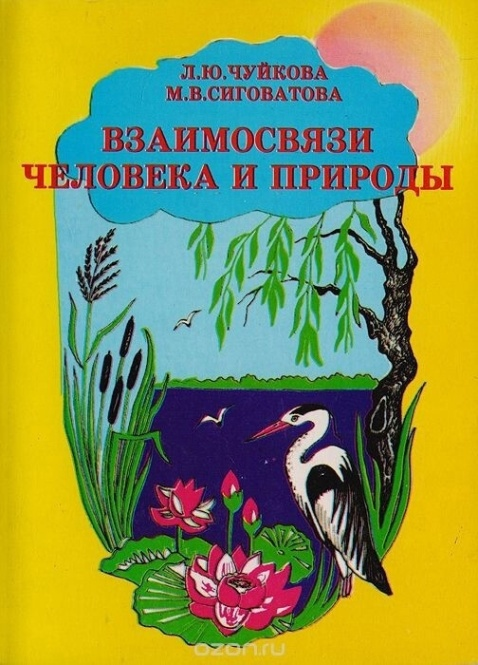 Л.Ю.ЧУЙКОВА
М.В.СИГОВАТОВА
ВЗАИМОСВЯЗИ
ЧЕЛОВЕКА И ПРИРОДЫ
ozon.ru